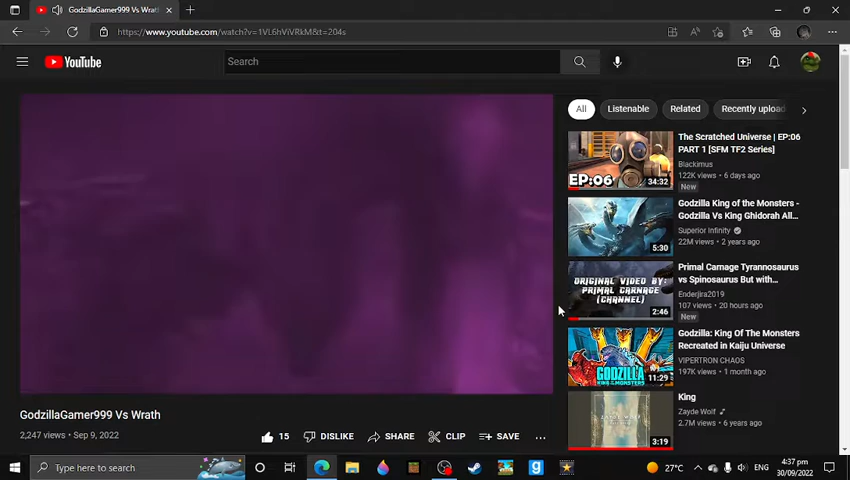 GodzillaGamer999 Vs Wrath
https://www.youtube.com/watch?v=1VL6hViVRkM&t=204s
YouTube
Search
All
Listenable
Related
Recently upload
The Scratched Universe | EP:06
PART 1 [SFM TF2 Series]
Blackimus
122K views • 6 days ago
New
EP:06
34:32
Godzilla King of the Monsters -
Godzilla Vs King Ghidorah All...
Superior Infinity
22M views • 2 years ago
5:30
Primal Carnage Tyrannosaurus
vs Spinosaurus But with...
Enderjira2019
107 views • 20 hours ago
New
ORIGINAL VIDEO BY:
PRIMAL CARNAGE
(CHANNEL)
2:46
Godzilla: King Of The Monsters
Recreated in Kaiju Universe
VIPERTRON CHAOS
197K views • 1 month ago
GODZILLA
KING OF THE MONSTERS
11:29
King
Zayde Wolf
2.7M views • 6 years ago
3:19
GodzillaGamer999 Vs Wrath
2,247 views • Sep 9, 2022
15
DISLIKE
SHARE
CLIP
SAVE
Type here to search
27°C
ENG
4:37 pm
30/09/2022